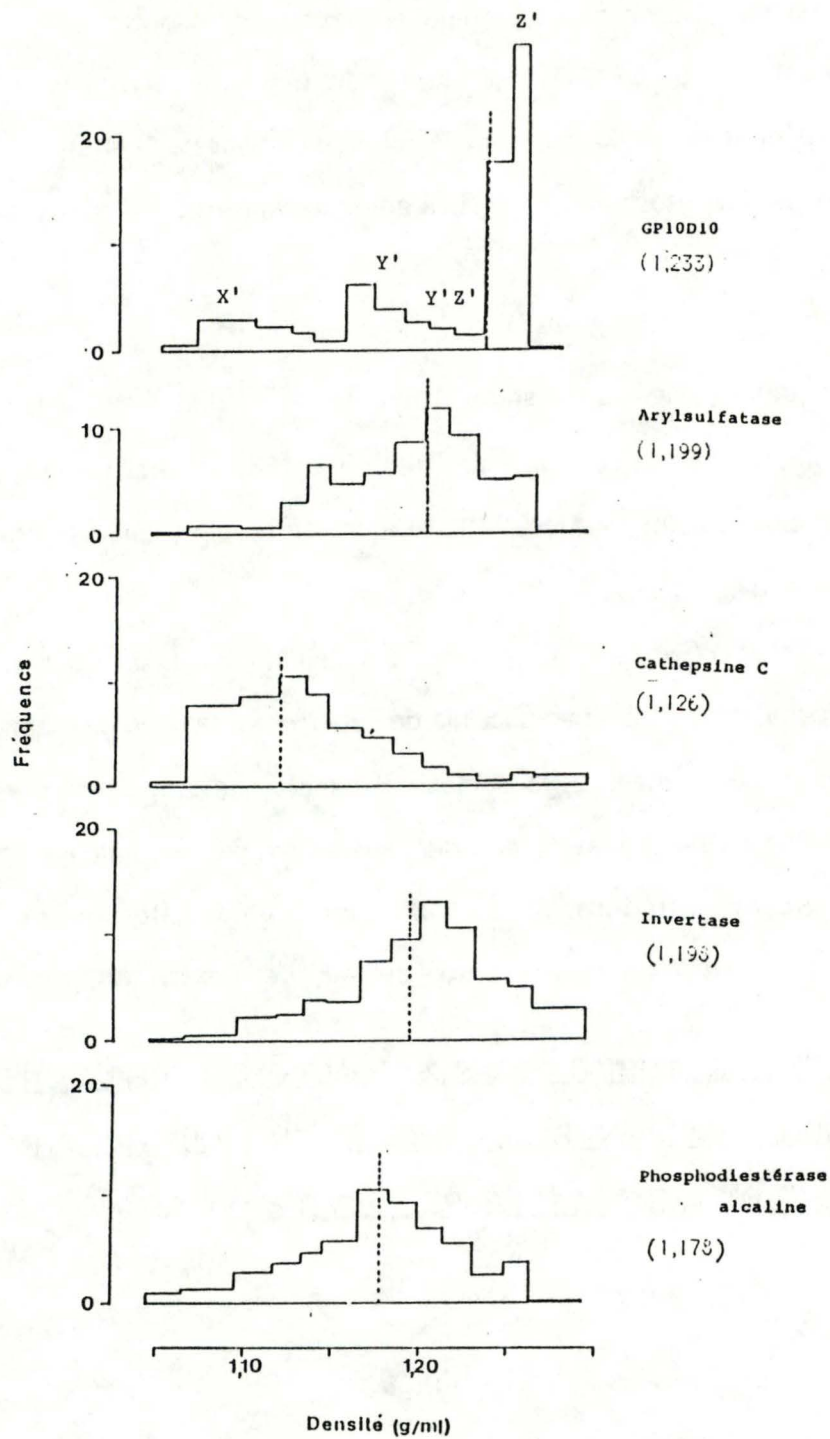 Z'
20
GP10D10
(1,233)
Y'
X'
Y'Z'
0
Arylsulfatase
10
(1,199)
0
20
Cathepsine C
(1,126)
Fréquence
0
20
Invertase
(1,198)
0
20
Phosphodiestérase
alcaline
(1,178)
0
1,10
1,20
Densité (g/ml)